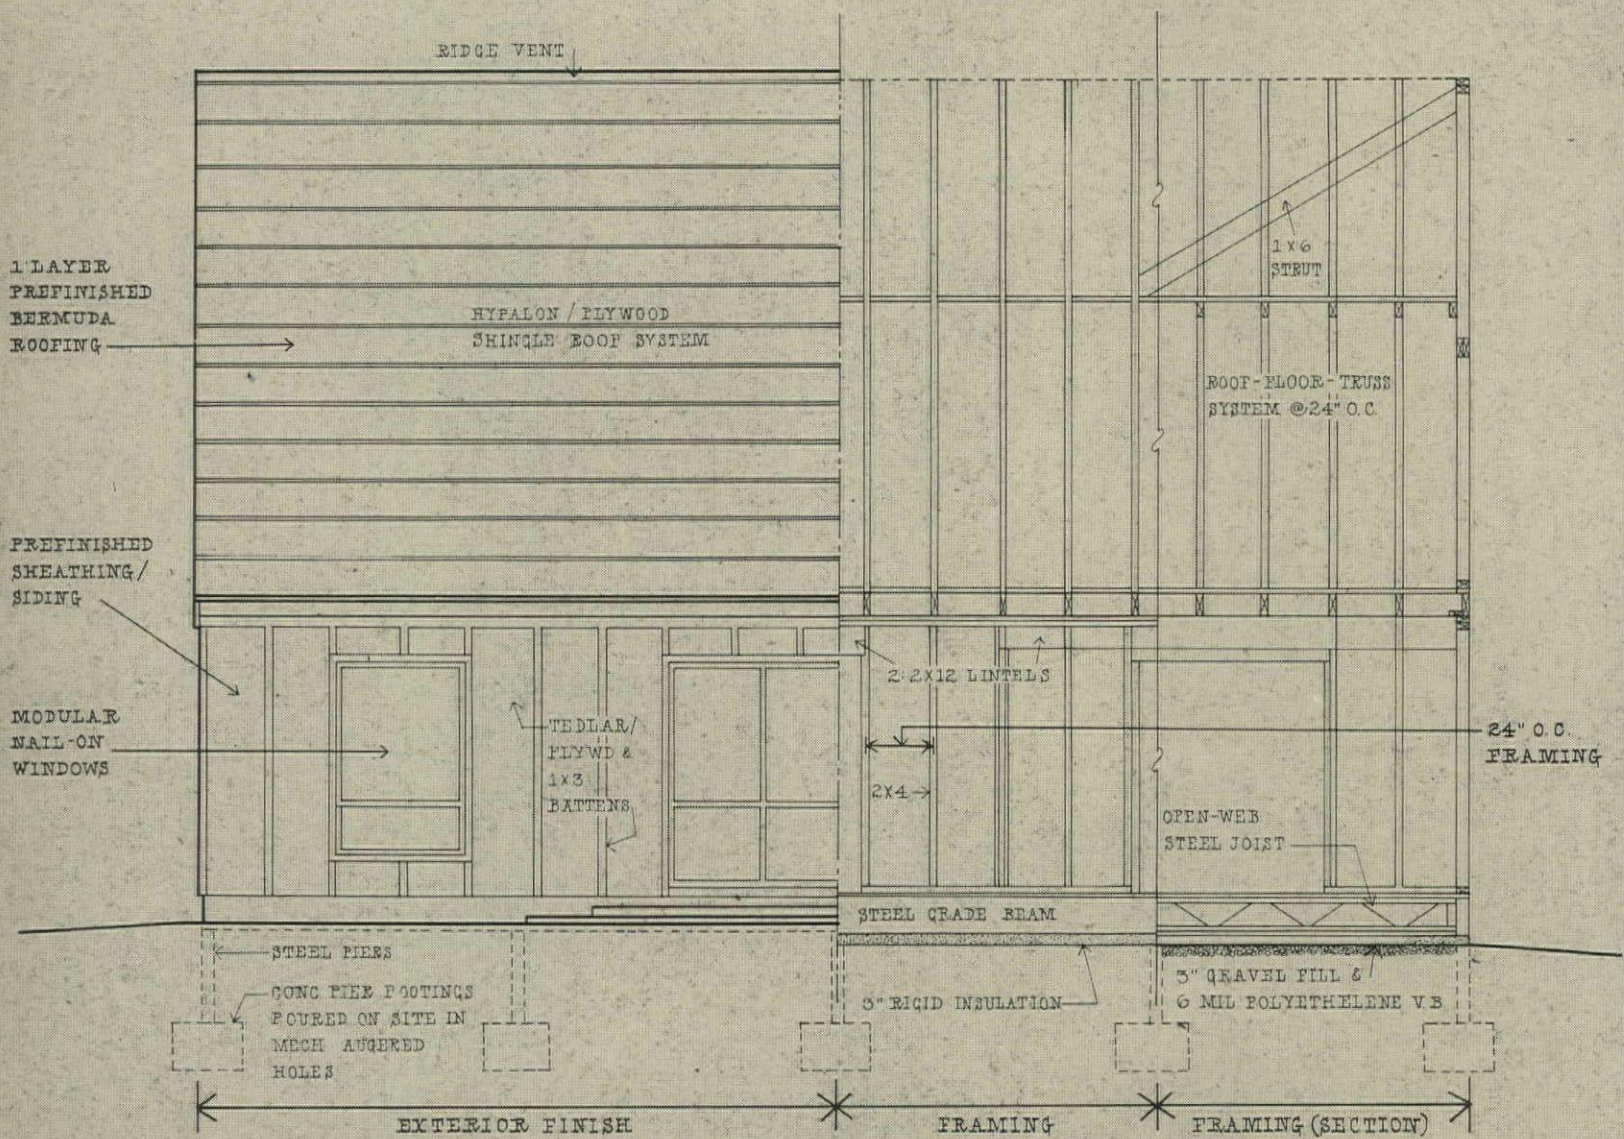 RIDGE VENT
1 LAYER
PREFINISHED
BERMUDA
ROOFING
HYPALON / PLYWOOD
SHINGLE ROOF SYSTEM
1X6
STRUT
ROOF-FLOOR-TRUSS
SYSTEM @ 24" O.C.
PREFINISHED
SHEATHING/
SIDING
2-2X12 LINTELS
MODULAR
NAIL-ON
WINDOWS
TEDLAR/
PLYWD &
1X3
BATTENS
24" O.C.
FRAMING
2X4
OPEN-WEB
STEEL JOIST
STEEL GRADE BEAM
STEEL PIERS
CONC PIER FOOTINGS
POURED ON SITE IN
MECH AUGERED
HOLES
3" RIGID INSULATION
3" GRAVEL FILL &
6 MIL POLYETHELENE V.B
EXTERIOR FINISH
FRAMING
FRAMING (SECTION)